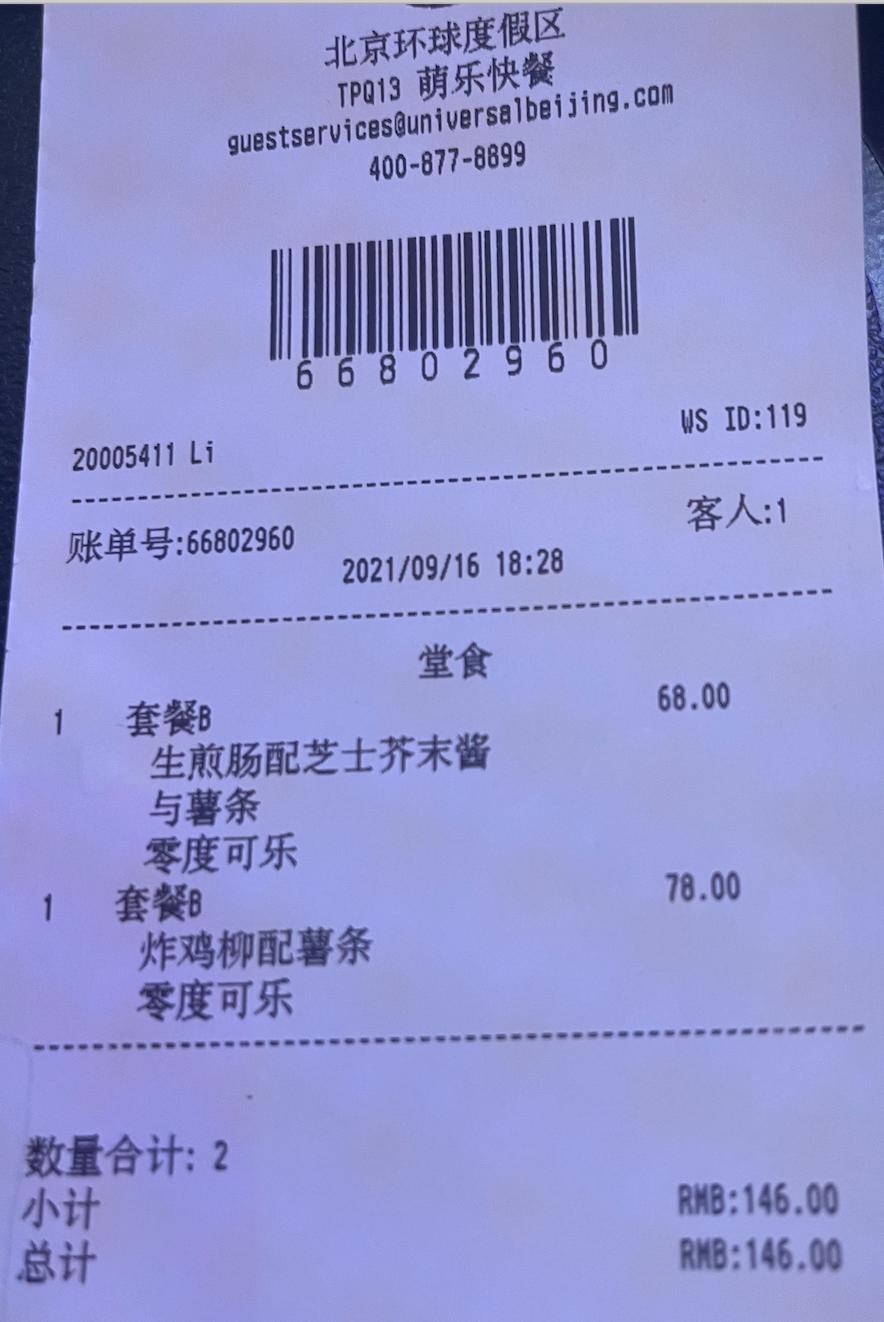 北京环球度假区
TPQ13 萌乐快餐
guestservices@universalbeijing.com
400-877-8899
66802960
20005411 Li WS ID:119
账单号:66802960 客人:1
2021/09/16 18:28
堂食
1 套餐B 68.00
生煎肠配芝士芥末酱
与薯条
零度可乐
1 套餐B 78.00
炸鸡柳配薯条
零度可乐
数量合计: 2
小计 RMB:146.00
总计 RMB:146.00